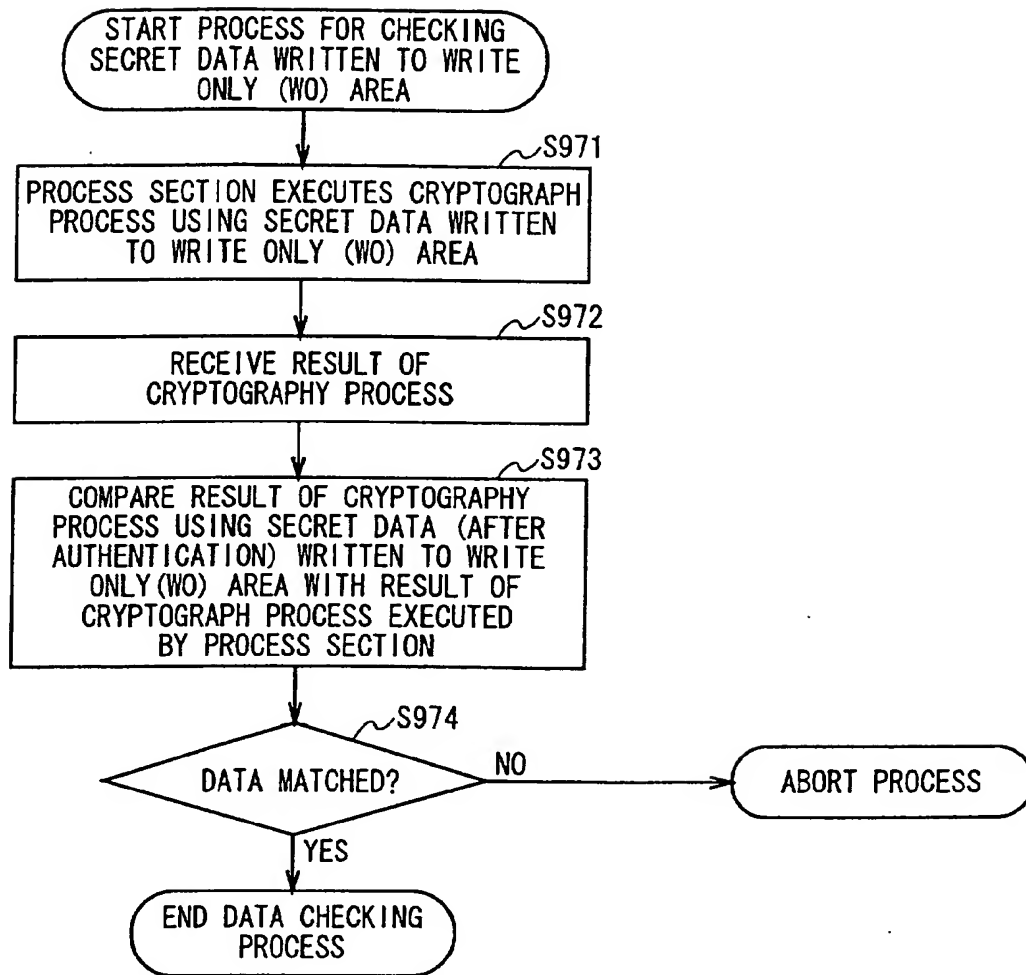 START PROCESS FOR CHECKING
SECRET DATA WRITTEN TO WRITE
ONLY (WO) AREA
S971
PROCESS SECTION EXECUTES CRYPTOGRAPH
PROCESS USING SECRET DATA WRITTEN
TO WRITE ONLY (WO) AREA
S972
RECEIVE RESULT OF
CRYPTOGRAPHY PROCESS
S973
COMPARE RESULT OF CRYPTOGRAPHY
PROCESS USING SECRET DATA (AFTER
AUTHENTICATION) WRITTEN TO WRITE
ONLY(WO) AREA WITH RESULT OF
CRYPTOGRAPH PROCESS EXECUTED
BY PROCESS SECTION
S974
DATA MATCHED?
NO
ABORT PROCESS
YES
END DATA CHECKING
PROCESS